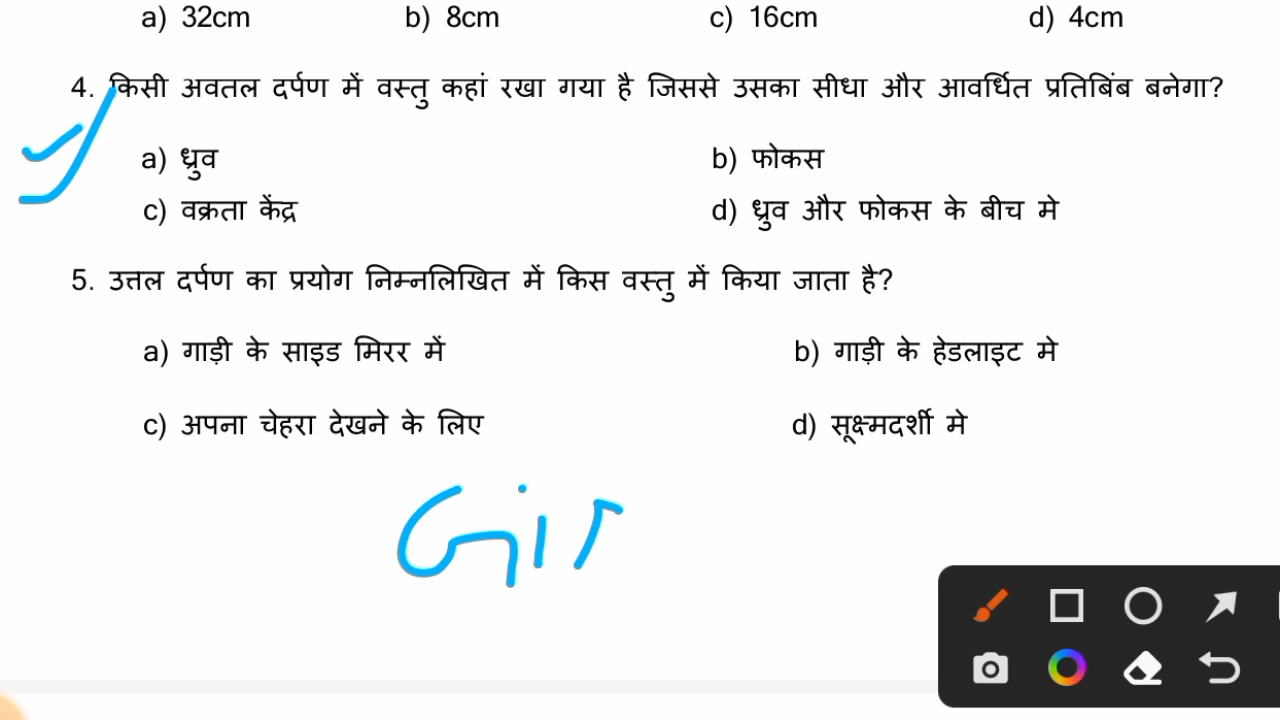 a) 32cm b) 8cm c) 16cm d) 4cm
4. किसी अवतल दर्पण में वस्तु कहां रखा गया है जिससे उसका सीधा और आवर्धित प्रतिबिंब बनेगा?
a) ध्रुव b) फोकस
c) वक्रता केंद्र d) ध्रुव और फोकस के बीच मे
5. उत्तल दर्पण का प्रयोग निम्नलिखित में किस वस्तु में किया जाता है?
a) गाड़ी के साइड मिरर में b) गाड़ी के हेडलाइट मे
c) अपना चेहरा देखने के लिए d) सूक्ष्मदर्शी मे
Gir